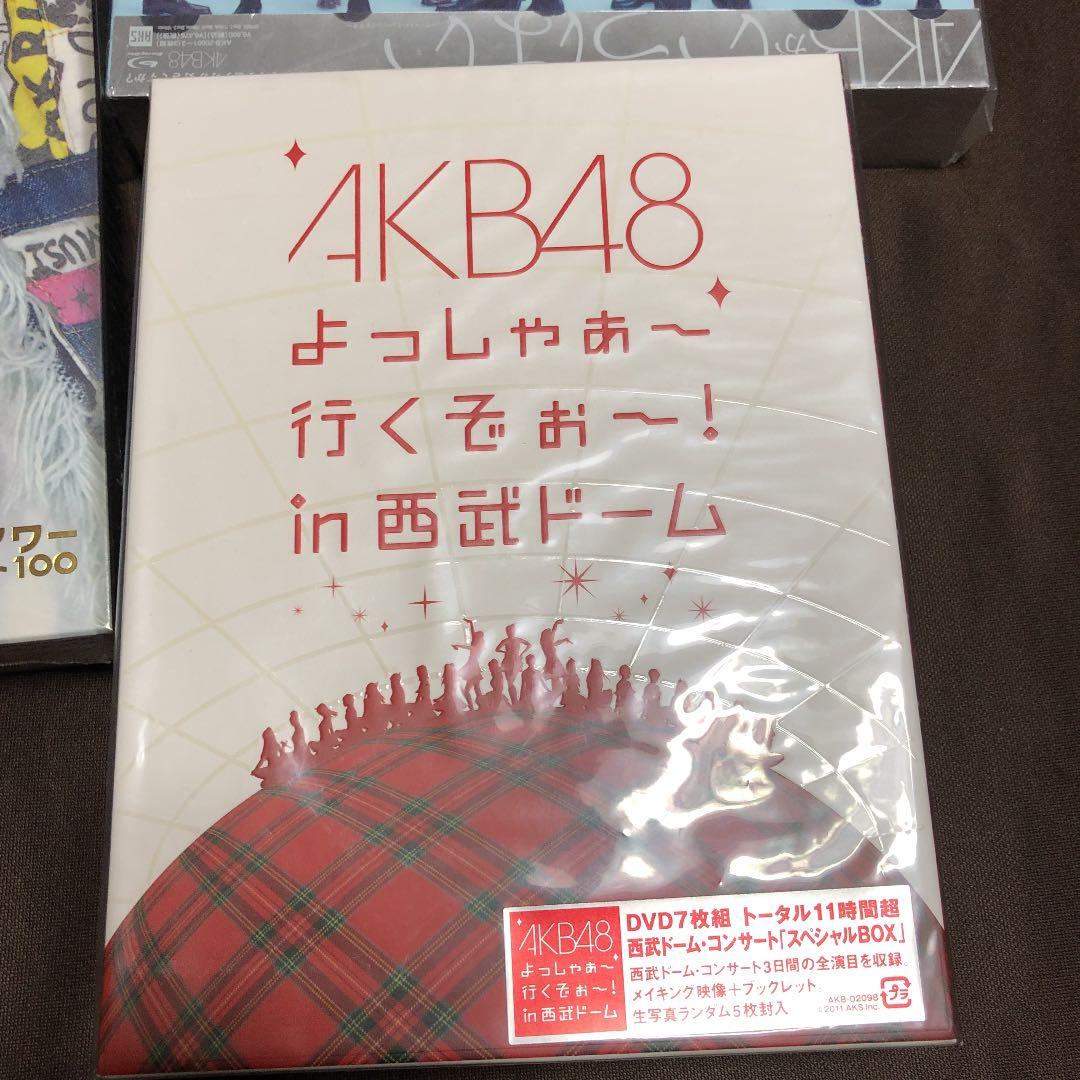 AKB48
AKB48
よっしゃぁ〜
行くぞぉ〜!
in 西武ドーム
ワー
100
DVD7枚組 トータル11時間超
西武ドーム・コンサート「スペシャルBOX」
西武ドーム・コンサート3日間の全演目を収録。
メイキング映像+ブックレット。
生写真ランダム5枚封入
AKB-D2098
©2011 AKS Inc.
プラ
AKB48
よっしゃぁ〜
行くぞぉ〜!
in 西武ドーム